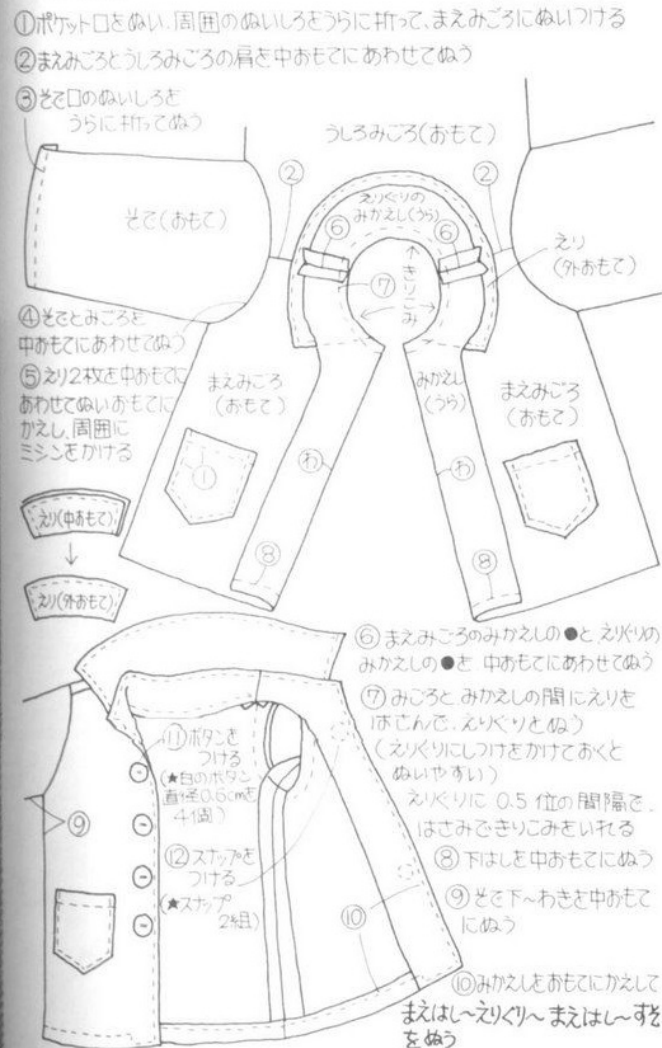 ①ポケット口をぬい、周囲のぬいしろをうらに折って、まえみごろにぬいつける
②まえみごろとうしろみごろの肩を中おもてにあわせてぬう
③そで口のぬいしろを
うらに折ってぬう
うしろみごろ(おもて)
②
②
えりぐりの
みかえし(うら)
⑥
⑥
そで(おもて)
えり
(外おもて)
⑦
きりこみ
④そでとみごろを
中おもてにあわせてぬう
⑤えり2枚を中おもてに
あわせてぬいおもてに
かえし、周囲に
ミシンをかける
まえみごろ
(おもて)
みかえし
(うら)
まえみごろ
(おもて)
①
わ
わ
⑧
⑧
えり(中おもて)
↓
えり(外おもて)
⑥まえみごろのみかえしの●と、えりぐりの
みかえしの●を 中おもてにあわせてぬう
⑦みごろと、みかえしの間にえりを
はさんで、えりぐりとぬう
(えりぐりにしつけをかけておくと
ぬいやすい)
えりぐりに 0.5位の間隔で、
はさみできりこみをいれる
⑧下はしを中おもてにぬう
⑨そで下~わきを中おもて
にぬう
⑩みかえしをおもてにかえして
まえはし~えりぐり~まえはし~すそ
をぬう
⑪ボタンを
つける
(★白のボタン
直径0.6cmを
4個)
⑨
⑫スナップを
つける
(★スナップ
2組)
⑩